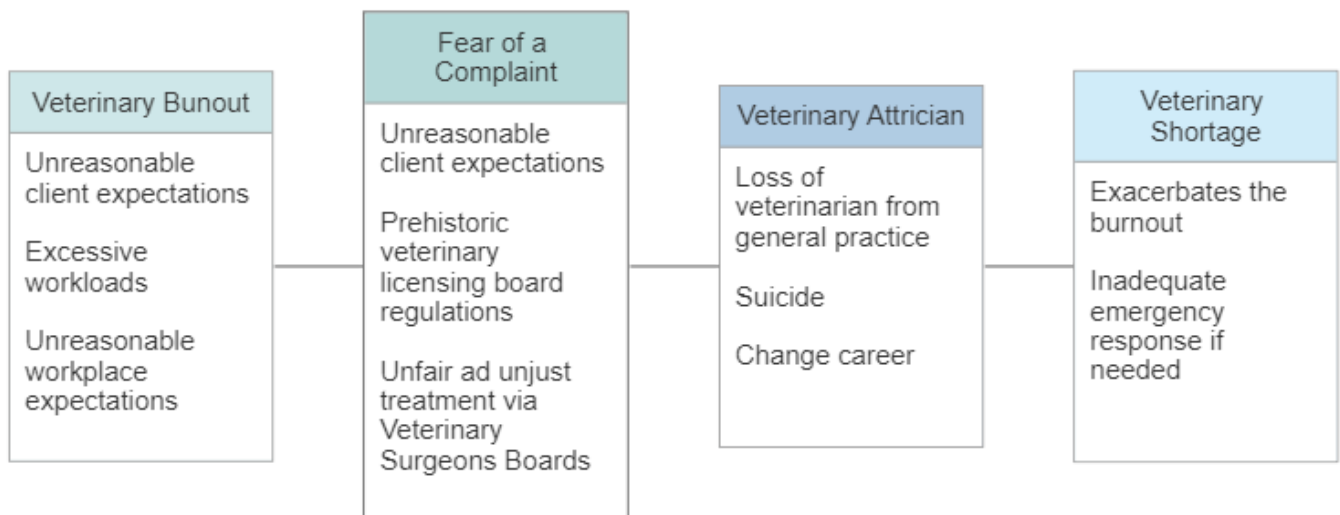 Veterinary Bunout
Unreasonable
client expectations
Excessive
workloads
Unreasonable
workplace
expectations
Fear of a
Complaint
Unreasonable
client expectations
Prehistoric
veterinary
licensing board
regulations
Unfair ad unjust
treatment via
Veterinary
Surgeons Boards
Veterinary Attrician
Loss of
veterinarian from
general practice
Suicide
Change career
Veterinary
Shortage
Exacerbates the
burnout
Inadequate
emergency
response if
needed